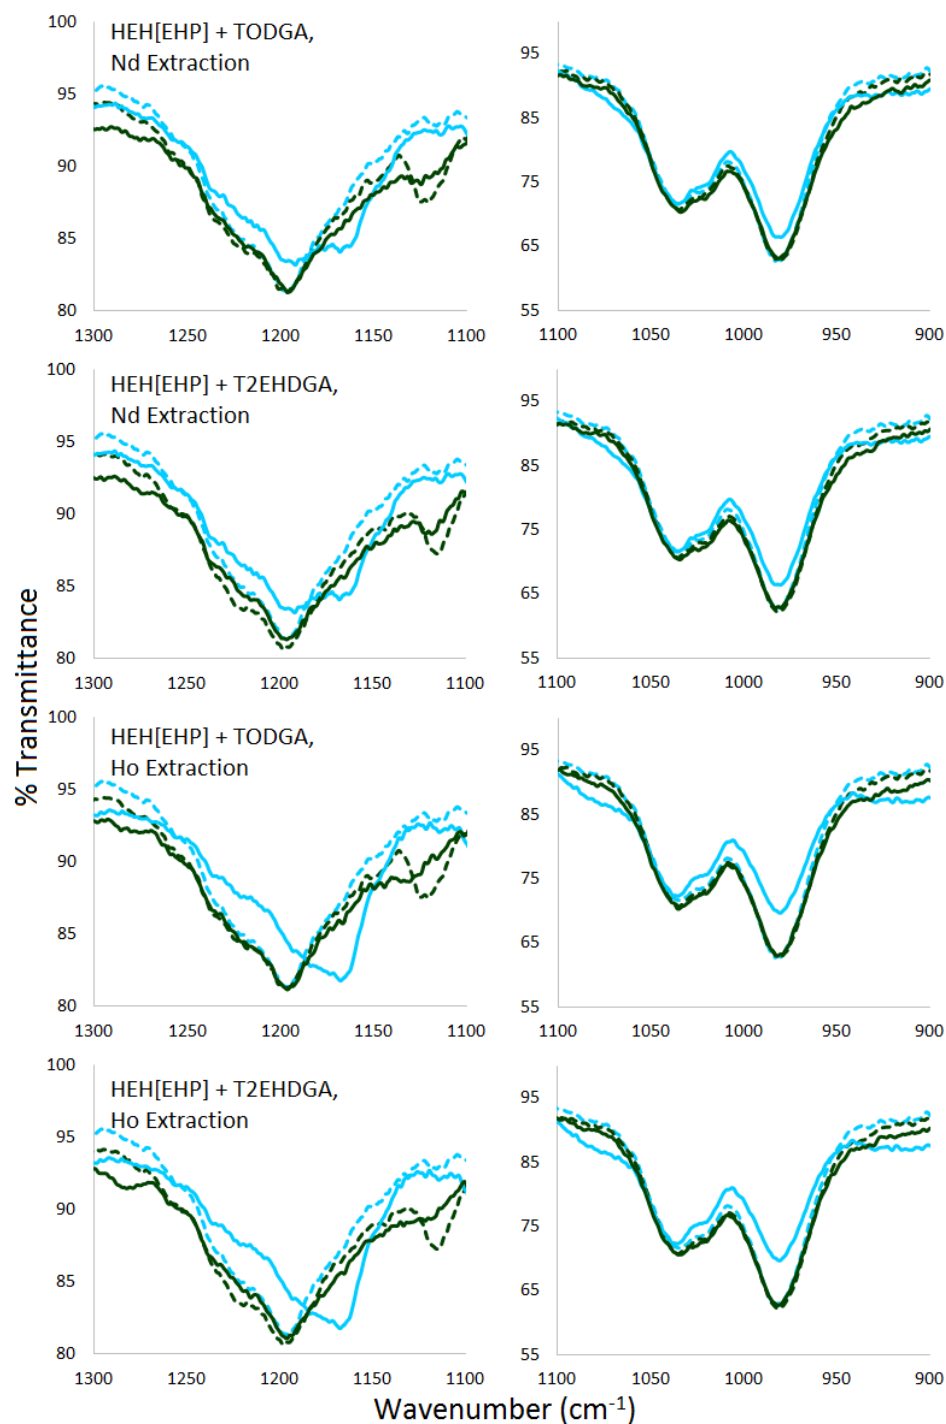 HEH[EHP] + TODGA,
Nd Extraction
100
95
90
85
80
1300 1250 1200 1150 1100
95
85
75
65
55
1100 1050 1000 950 900
HEH[EHP] + T2EHDGA,
Nd Extraction
100
95
90
85
80
1300 1250 1200 1150 1100
95
85
75
65
55
1100 1050 1000 950 900
HEH[EHP] + TODGA,
Ho Extraction
100
95
90
85
80
1300 1250 1200 1150 1100
95
85
75
65
55
1100 1050 1000 950 900
HEH[EHP] + T2EHDGA,
Ho Extraction
100
95
90
85
80
1300 1250 1200 1150 1100
95
85
75
65
55
1100 1050 1000 950 900
% Transmittance
Wavenumber (cm⁻¹)